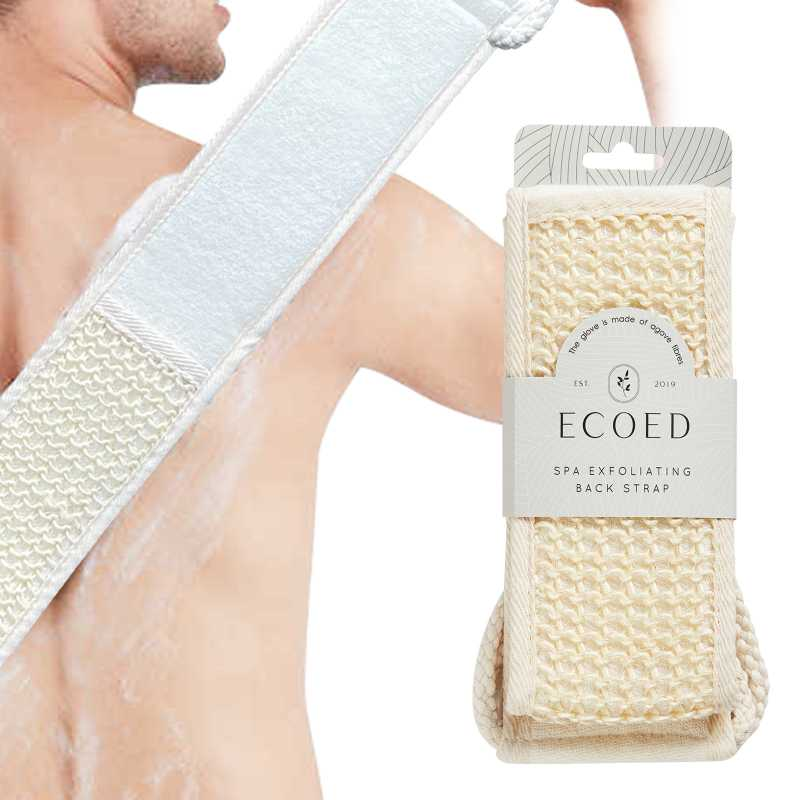 The glove is made of agave fibres
EST. 2019
ECOED
SPA EXFOLIATING
BACK STRAP